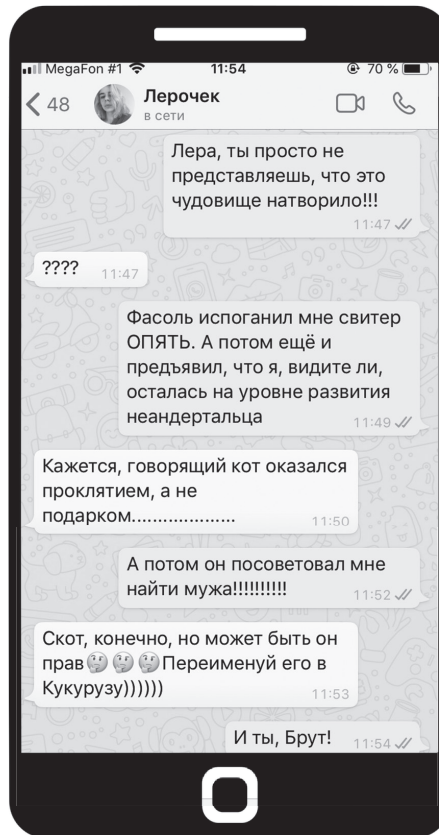 MegaFon #1 11:54 70 %
48 Лерочек
в сети
Лера, ты просто не
представляешь, что это
чудовище натворило!!!
11:47
????
11:47
Фасоль испоганил мне свитер
ОПЯТЬ. А потом ещё и
предъявил, что я, видите ли,
осталась на уровне развития
неандертальца
11:49
Кажется, говорящий кот оказался
проклятием, а не
подарком....................
11:50
А потом он посоветовал мне
найти мужа!!!!!!!!!!
11:52
Скот, конечно, но может быть он
прав🤔🤔🤔Переименуй его в
Кукурузу))))))
11:53
И ты, Брут!
11:54